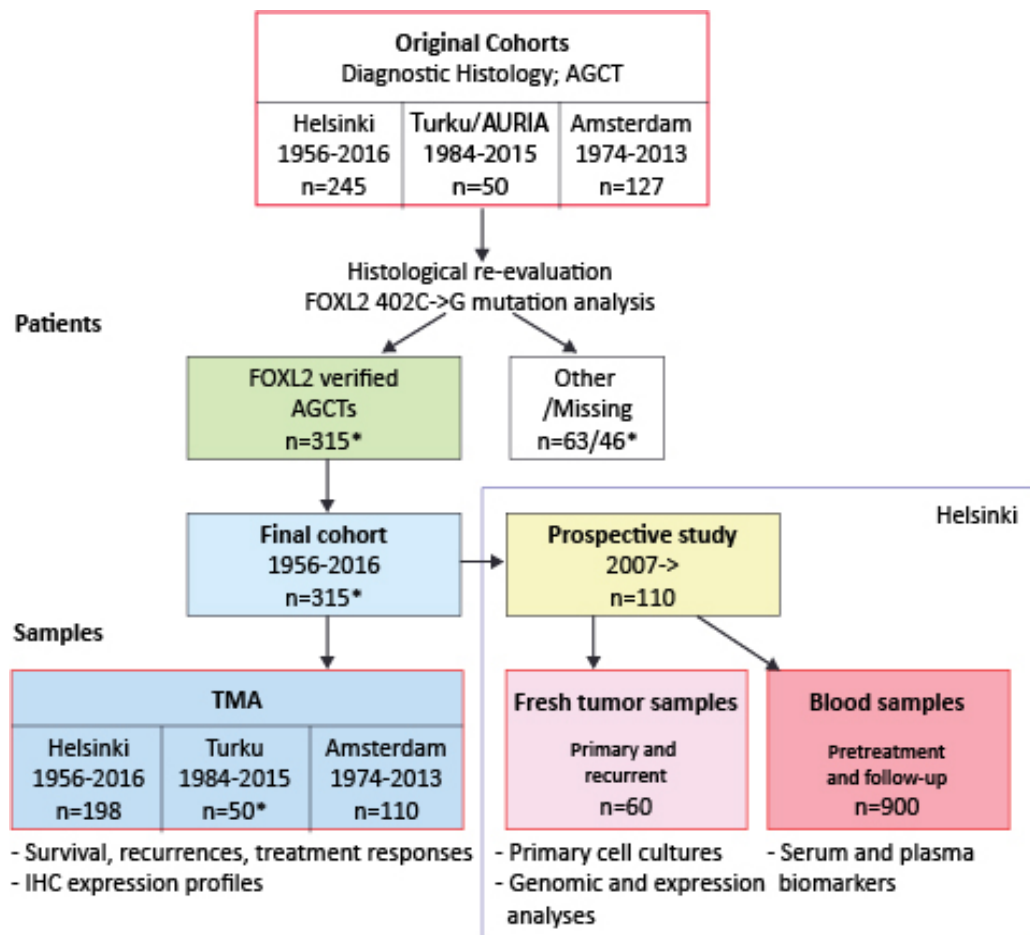 Original Cohorts
Diagnostic Histology; AGCT
Helsinki
1956-2016
n=245
Turku/AURIA
1984-2015
n=50
Amsterdam
1974-2013
n=127
Histological re-evaluation
FOXL2 402C->G mutation analysis
Patients
FOXL2 verified
AGCTs
n=315*
Other
/Missing
n=63/46*
Helsinki
Final cohort
1956-2016
n=315*
Prospective study
2007->
n=110
Samples
TMA
Helsinki
1956-2016
n=198
Turku
1984-2015
n=50*
Amsterdam
1974-2013
n=110
- Survival, recurrences, treatment responses
- IHC expression profiles
Fresh tumor samples
Primary and
recurrent
n=60
- Primary cell cultures
- Genomic and expression
analyses
Blood samples
Pretreatment
and follow-up
n=900
- Serum and plasma
biomarkers